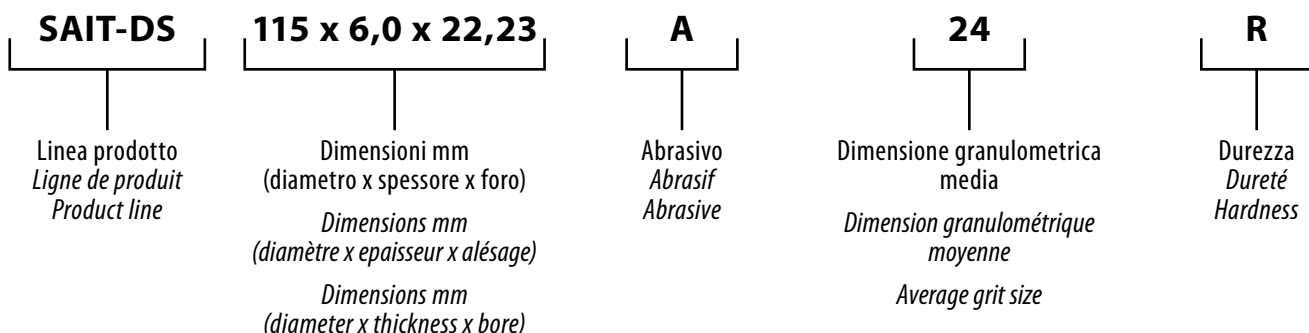 SAIT-DS
115 x 6,0 x 22,23
A
24
R
Linea prodotto
Ligne de produit
Product line
Dimensioni mm
(diametro x spessore x foro)
Dimensions mm
(diamètre x epaisseur x alésage)
Dimensions mm
(diameter x thickness x bore)
Abrasivo
Abrasif
Abrasive
Dimensione granulometrica
media
Dimension granulométrique
moyenne
Average grit size
Durezza
Dureté
Hardness